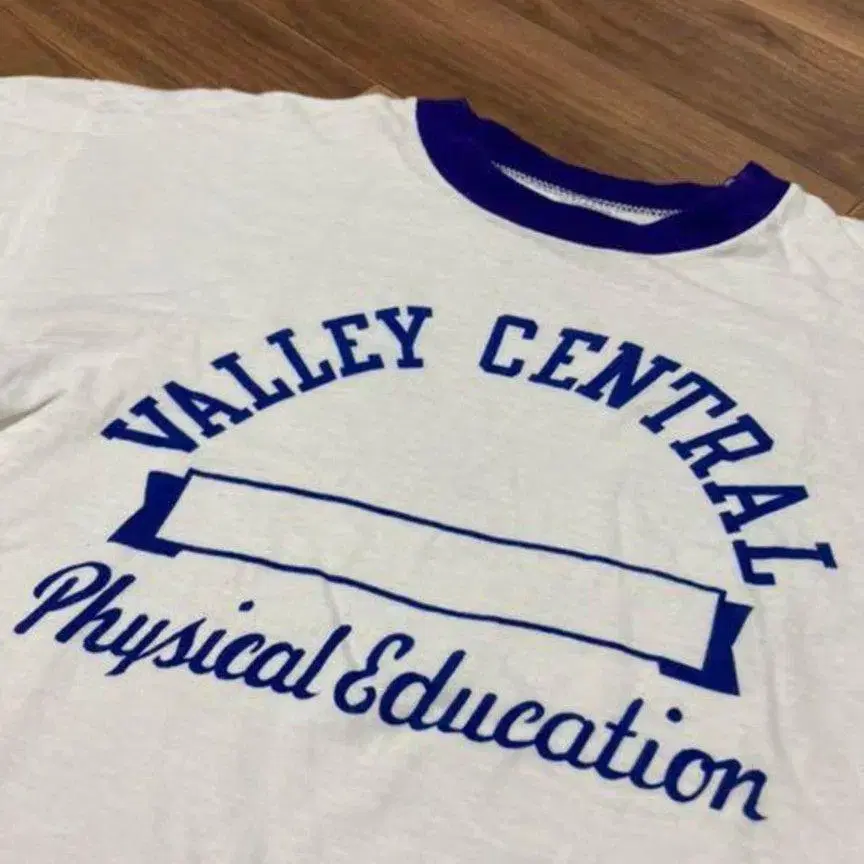 VALLEY CENTRAL
Physical Education